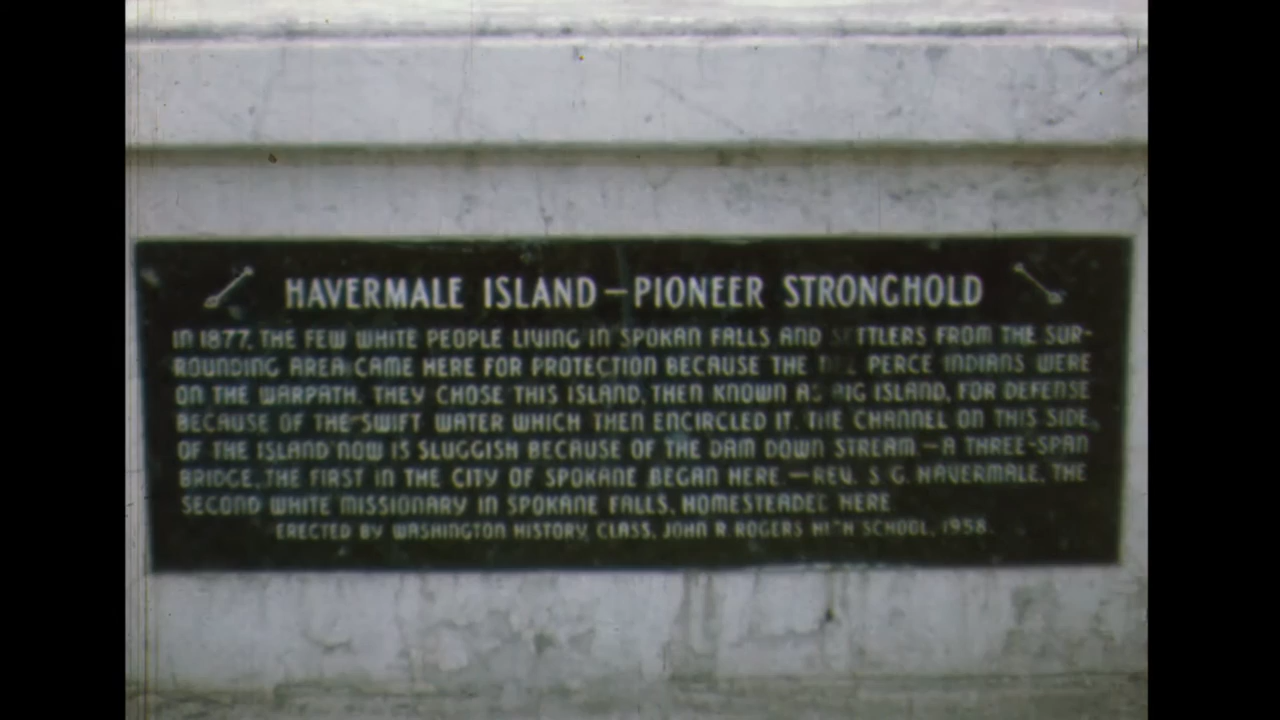 HAVERMALE ISLAND—PIONEER STRONGHOLD
IN 1877, THE FEW WHITE PEOPLE LIVING IN SPOKAN FALLS AND SETTLERS FROM THE SUR-
ROUNDING AREA CAME HERE FOR PROTECTION BECAUSE THE PERCE INDIANS WERE
ON THE WARPATH. THEY CHOSE THIS ISLAND, THEN KNOWN AS BIG ISLAND, FOR DEFENSE
BECAUSE OF THE SWIFT WATER WHICH THEN ENCIRCLED IT. THE CHANNEL ON THIS SIDE,
OF THE ISLAND NOW IS SLUGGISH BECAUSE OF THE DAM DOWN STREAM.—A THREE-SPAN
BRIDGE, THE FIRST IN THE CITY OF SPOKANE BEGAN HERE.—REV. S. G. HAVERMALE, THE
SECOND WHITE MISSIONARY IN SPOKANE FALLS, HOMESTEADED HERE
ERECTED BY WASHINGTON HISTORY CLASS, JOHN R. ROGERS HIGH SCHOOL, 1958.